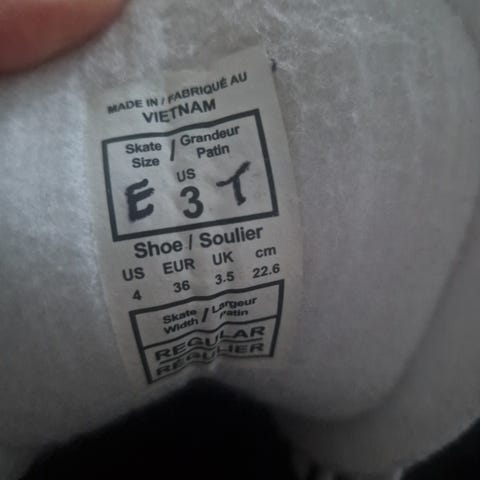 MADE IN / FABRIQUÉ AU
VIETNAM
Skate Size / Grandeur Patin
US
E 3 T
Shoe / Soulier
US EUR UK cm
4 36 3.5 22.6
Skate Width / Largeur Patin
REGULAR
RÉGULIER